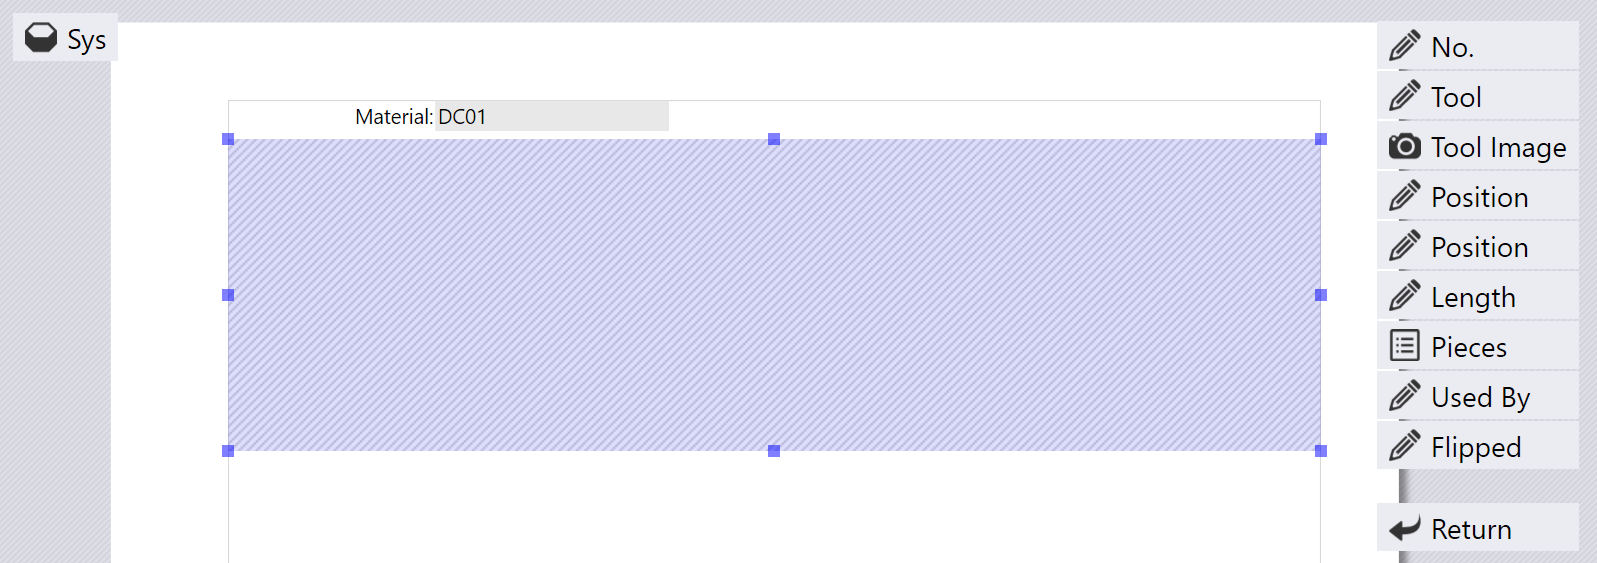 Sys
Material: DC01
No.
Tool
Tool Image
Position
Position
Length
Pieces
Used By
Flipped
Return